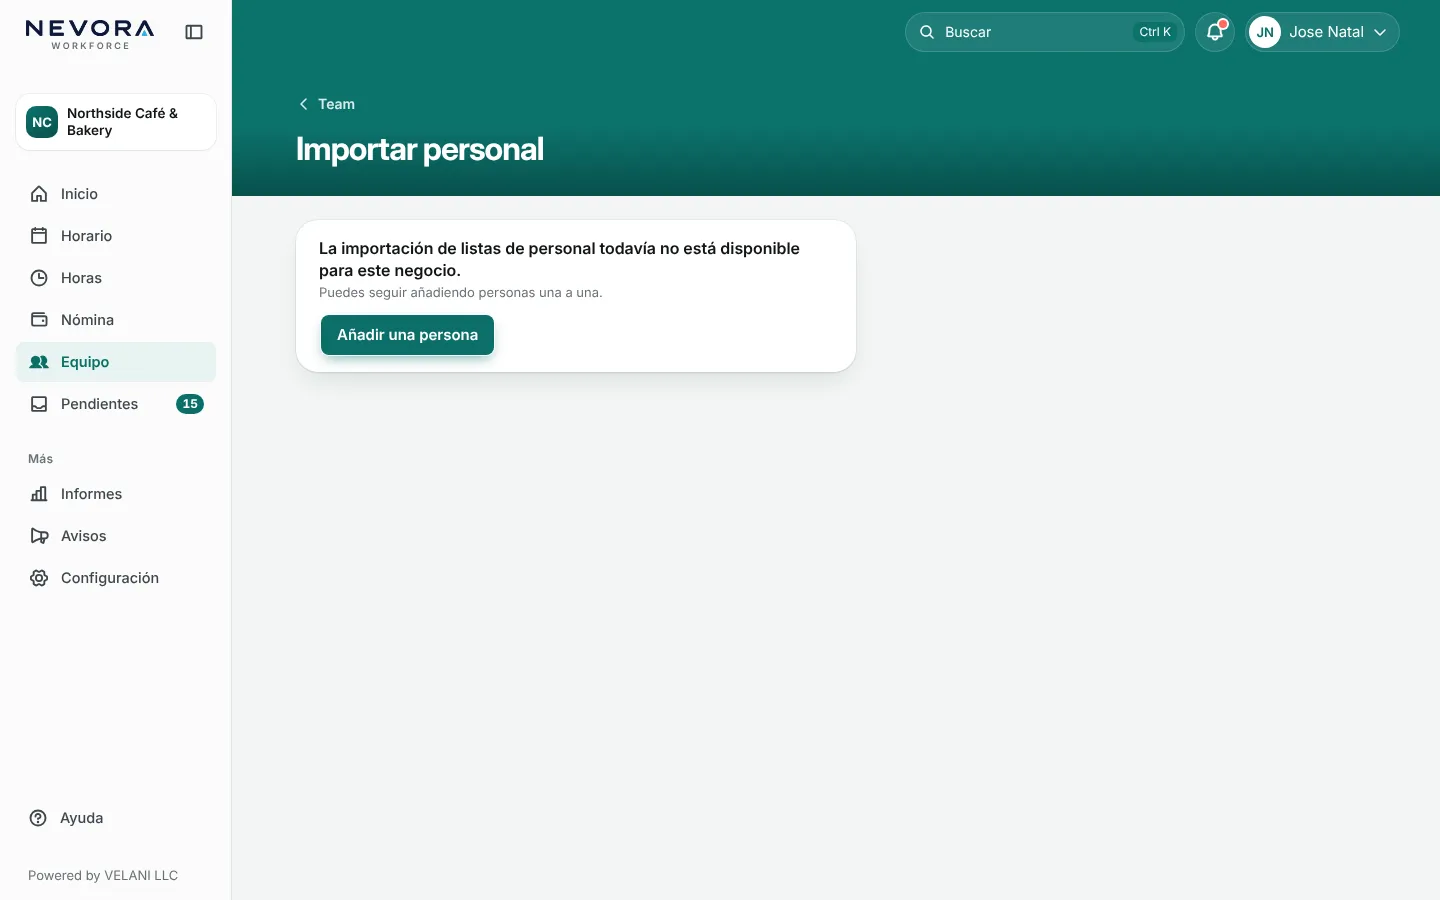 NEVORA
WORKFORCE
Buscar
Ctrl K
JN
Jose Natal
NC
Northside Café &
Bakery
Team
Importar personal
Inicio
Horario
Horas
Nómina
Equipo
Pendientes
15
Más
Informes
Avisos
Configuración
La importación de listas de personal todavía no está disponible
para este negocio.
Puedes seguir añadiendo personas una a una.
Añadir una persona
Ayuda
Powered by VELANI LLC